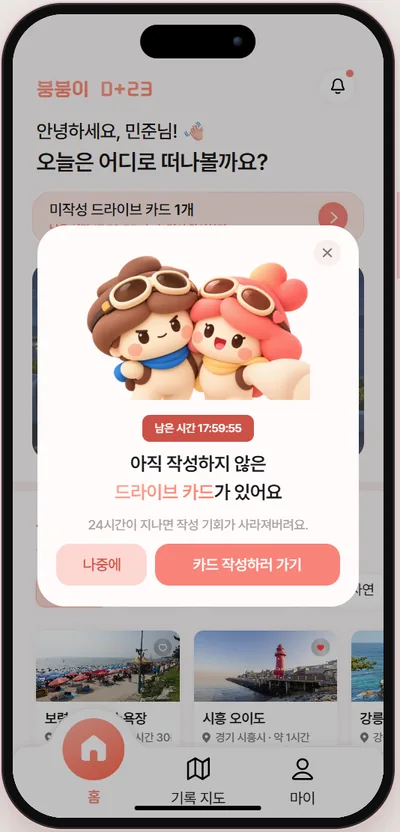 붕붕이 D+23
안녕하세요, 민준님! 👋
오늘은 어디로 떠나볼까요?
미작성 드라이브 카드 1개
남은 시간 17:59:55
아직 작성하지 않은
드라이브 카드가 있어요
24시간이 지나면 작성 기회가 사라져버려요.
나중에
카드 작성하러 가기
자연
시흥 오이도
경기 시흥시 · 약 1시간
홈
기록 지도
마이